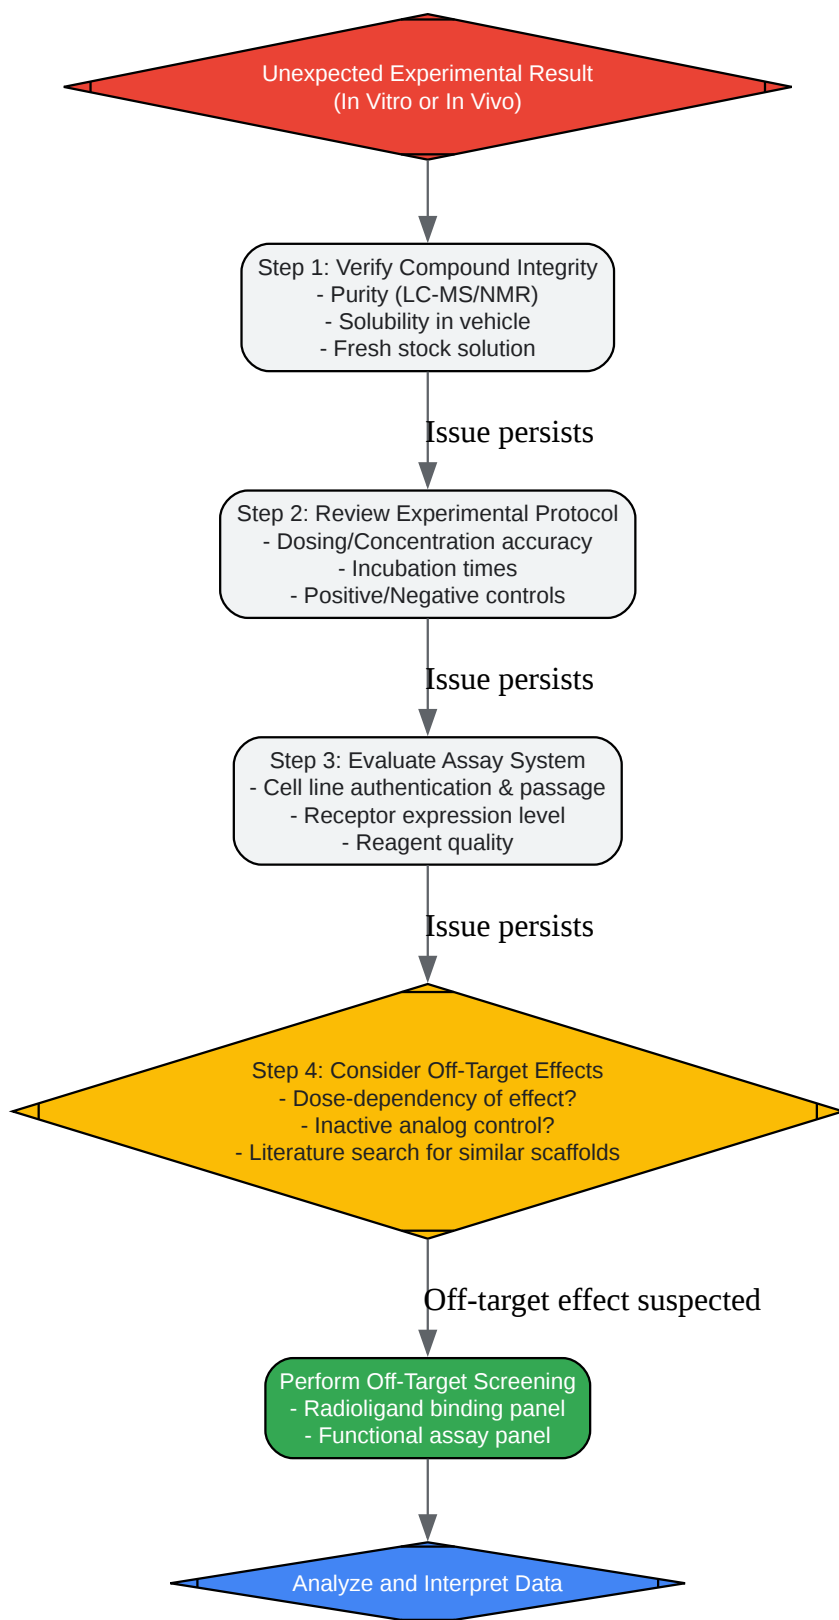 Unexpected Experimental Result
(In Vitro or In Vivo)
Step 1: Verify Compound Integrity
- Purity (LC-MS/NMR)
- Solubility in vehicle
- Fresh stock solution
Issue persists
Step 2: Review Experimental Protocol
- Dosing/Concentration accuracy
- Incubation times
- Positive/Negative controls
Issue persists
Step 3: Evaluate Assay System
- Cell line authentication & passage
- Receptor expression level
- Reagent quality
Issue persists
Step 4: Consider Off-Target Effects
- Dose-dependency of effect?
- Inactive analog control?
- Literature search for similar scaffolds
Off-target effect suspected
Perform Off-Target Screening
- Radioligand binding panel
- Functional assay panel
Analyze and Interpret Data